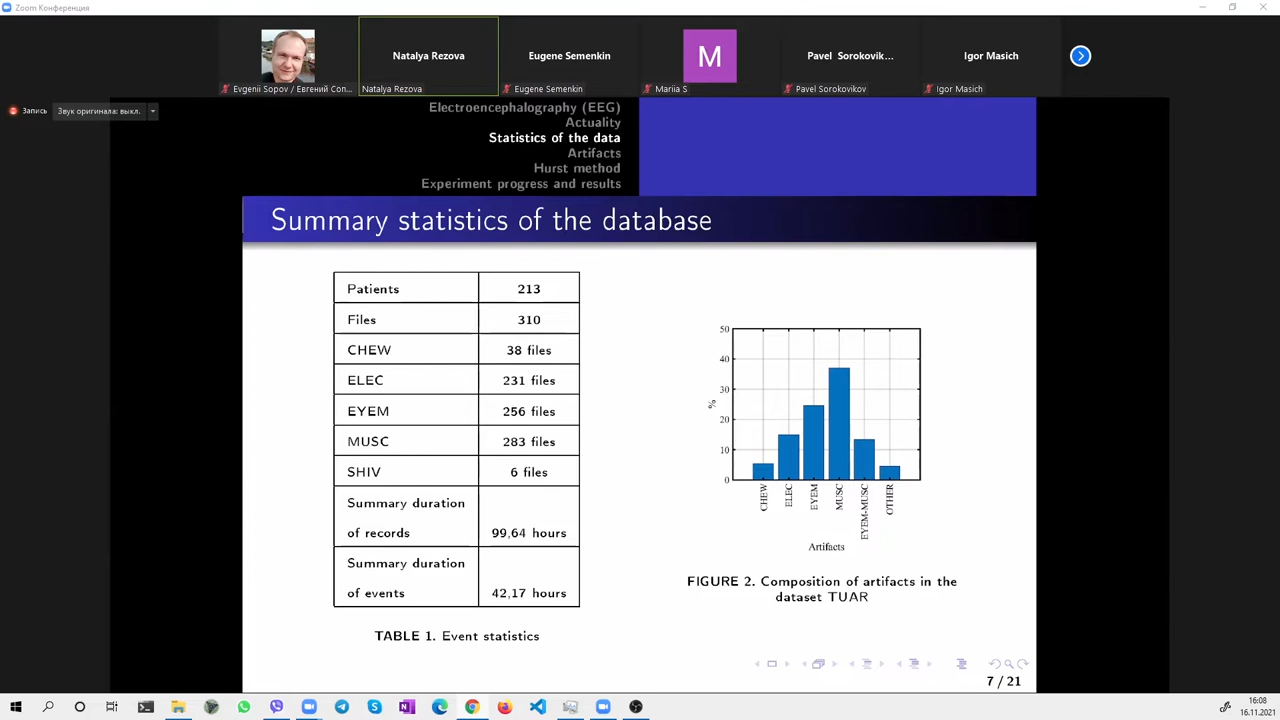 Zoom Конференция
Natalya Rezova
Eugene Semenkin
M
Pavel Sorokovik...
Igor Masich
Evgenii Sopov / Евгений Соп...
Natalya Rezova
Eugene Semenkin
Mariia S
Pavel Sorokovikov
Igor Masich
Запись
Звук оригинала: выкл.
Electroencephalography (EEG)
Actuality
Statistics of the data
Artifacts
Hurst method
Experiment progress and results
Summary statistics of the database
Patients 213
Files 310
CHEW 38 files
ELEC 231 files
EYEM 256 files
MUSC 283 files
SHIV 6 files
Summary duration
of records 99,64 hours
Summary duration
of events 42,17 hours
TABLE 1. Event statistics
50
40
30
20
10
0
%
CHEW
ELEC
EYEM
MUSC
EYEM-MUSC
OTHER
Artifacts
FIGURE 2. Composition of artifacts in the
dataset TUAR
7 / 21
16:08
16.11.2021